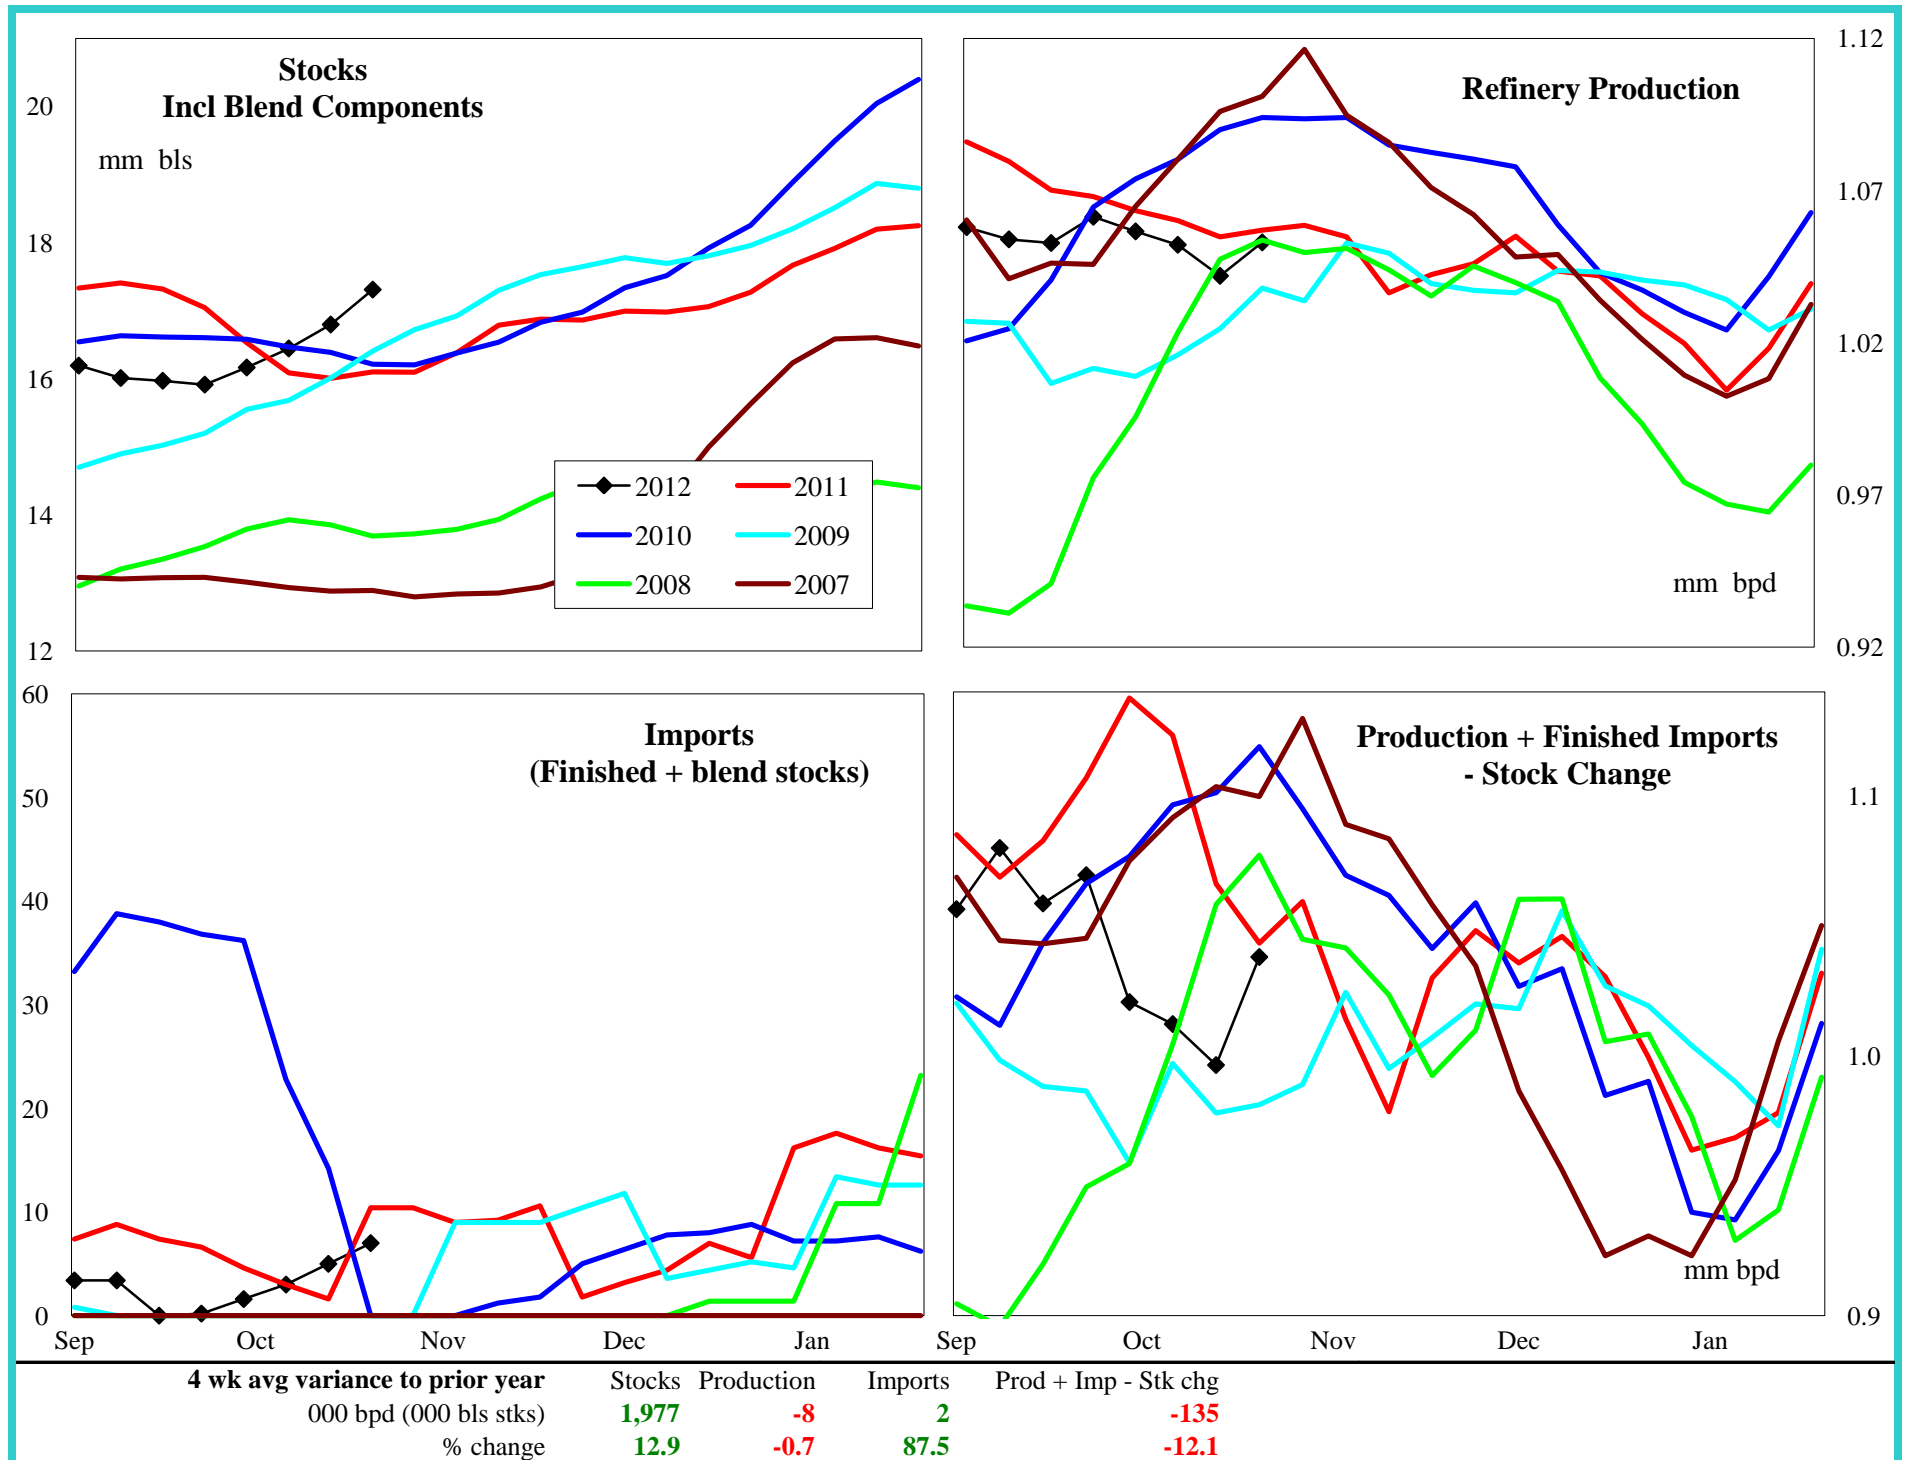 Stocks
Incl Blend Components
mm bls
20
18
16
14
12
2012
2011
2010
2009
2008
2007
Refinery Production
1.12
1.07
1.02
0.97
0.92
mm bpd
Imports
(Finished + blend stocks)
60
50
40
30
20
10
0
Sep Oct Nov Dec Jan
Production + Finished Imports
- Stock Change
1.1
1.0
0.9
mm bpd
Sep Oct Nov Dec Jan
4 wk avg variance to prior year Stocks Production Imports Prod + Imp - Stk chg
000 bpd (000 bls stks) 1,977 -8 2 -135
% change 12.9 -0.7 87.5 -12.1